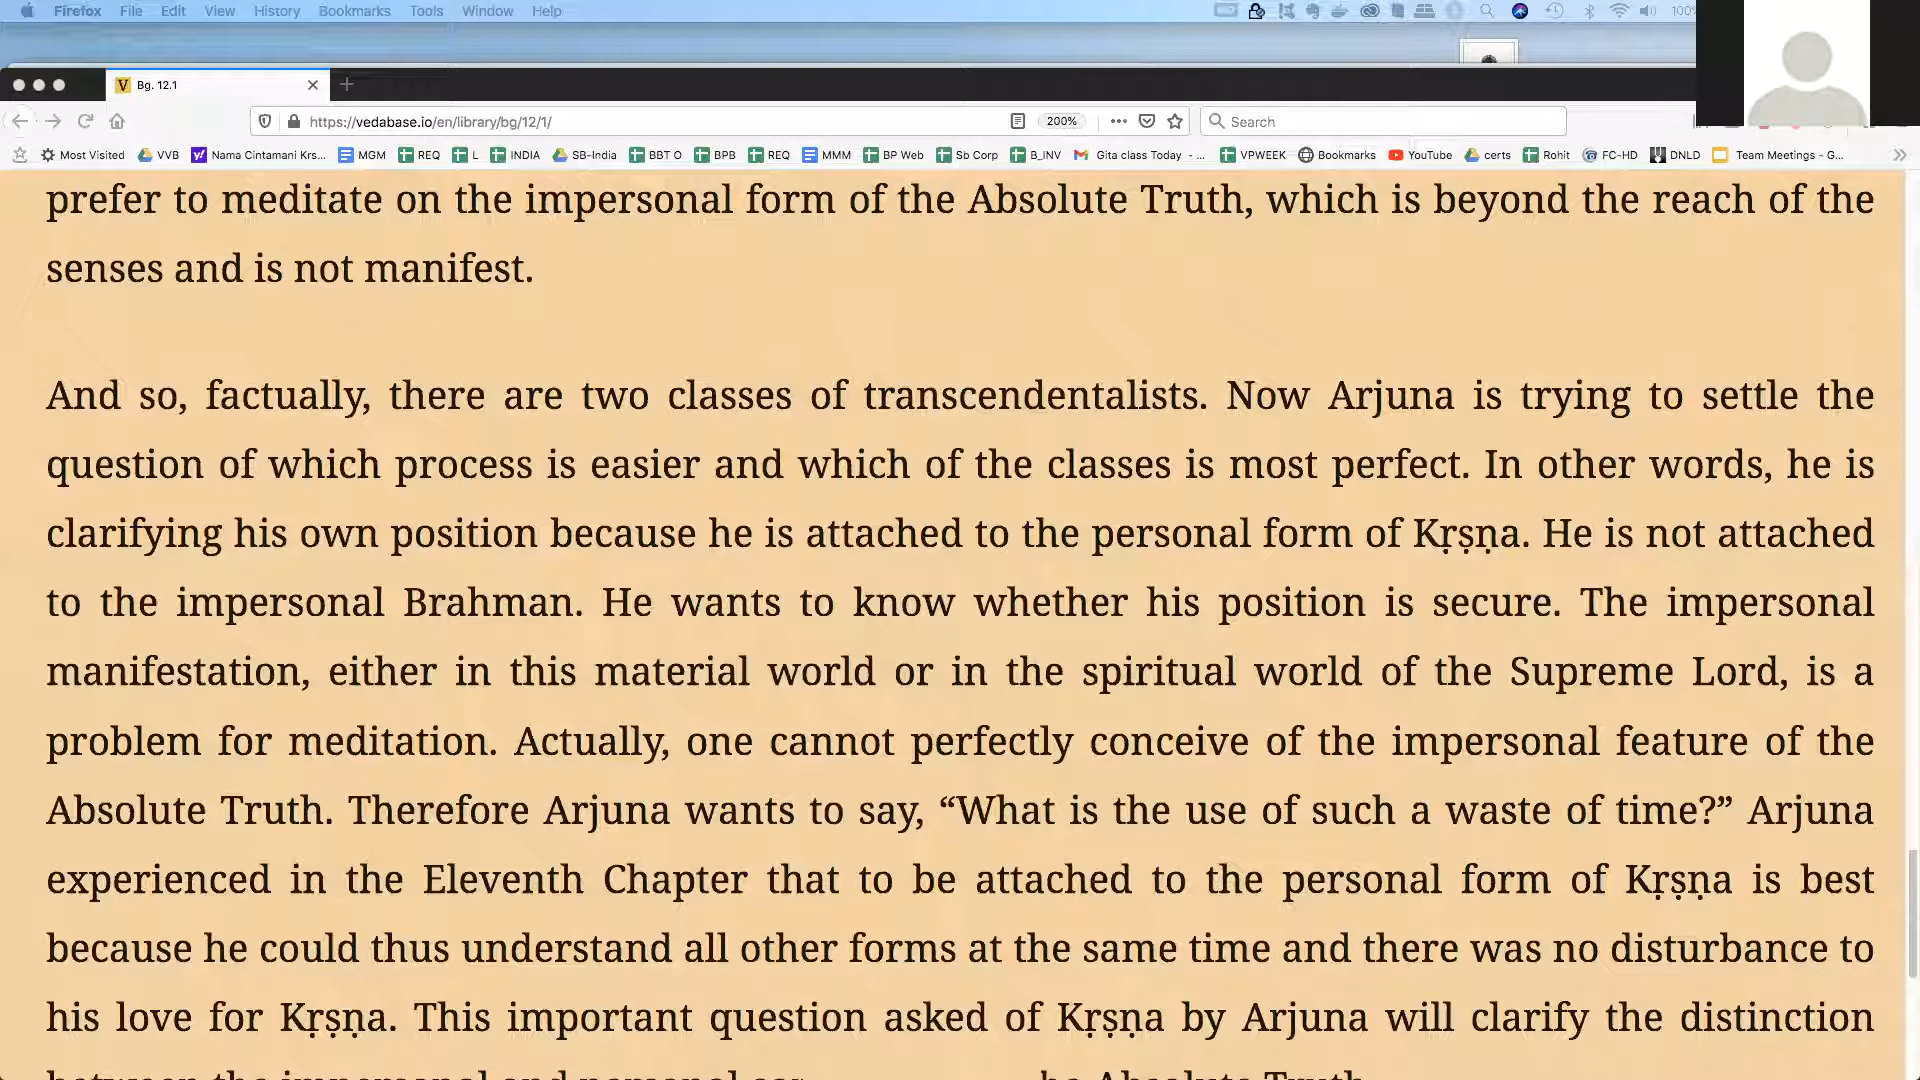 Firefox File Edit View History Bookmarks Tools Window Help 100%
Bg. 12.1
https://vedabase.io/en/library/bg/12/1/ 200% Search
Most Visited VVB Nama Cintamani Krs... MGM REQ L INDIA SB-India BBT O BPB REQ MMM BP Web Sb Corp B_INV Gita class Today - ... VPWEEK Bookmarks YouTube certs Rohit FC-HD DNLD Team Meetings - G...
prefer to meditate on the impersonal form of the Absolute Truth, which is beyond the reach of the
senses and is not manifest.
And so, factually, there are two classes of transcendentalists. Now Arjuna is trying to settle the
question of which process is easier and which of the classes is most perfect. In other words, he is
clarifying his own position because he is attached to the personal form of Kṛṣṇa. He is not attached
to the impersonal Brahman. He wants to know whether his position is secure. The impersonal
manifestation, either in this material world or in the spiritual world of the Supreme Lord, is a
problem for meditation. Actually, one cannot perfectly conceive of the impersonal feature of the
Absolute Truth. Therefore Arjuna wants to say, “What is the use of such a waste of time?” Arjuna
experienced in the Eleventh Chapter that to be attached to the personal form of Kṛṣṇa is best
because he could thus understand all other forms at the same time and there was no disturbance to
his love for Kṛṣṇa. This important question asked of Kṛṣṇa by Arjuna will clarify the distinction
between the impersonal and personal Absolute Truth